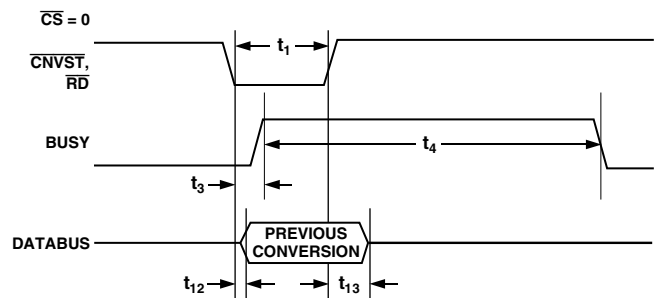 CS = 0
CNVST,
RD
t1
BUSY
t4
t3
DATABUS
PREVIOUS
CONVERSION
t12
t13